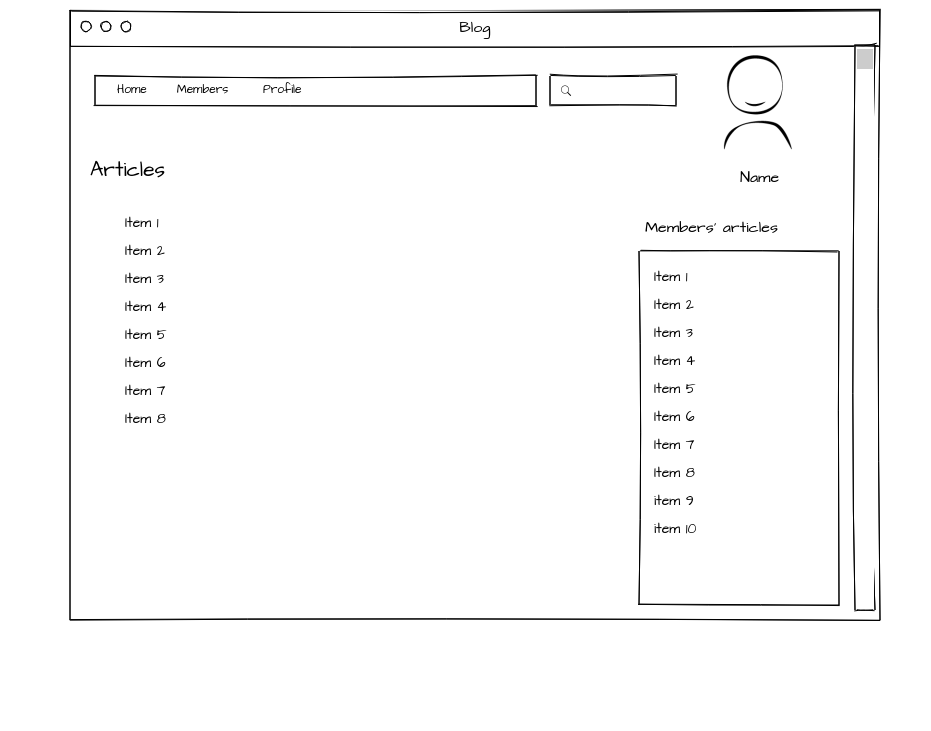 Blog
Home Members Profile
Name
Articles
Item 1
Item 2
Item 3
Item 4
Item 5
Item 6
Item 7
Item 8
Members' articles
Item 1
Item 2
Item 3
Item 4
Item 5
Item 6
Item 7
Item 8
item 9
item 10